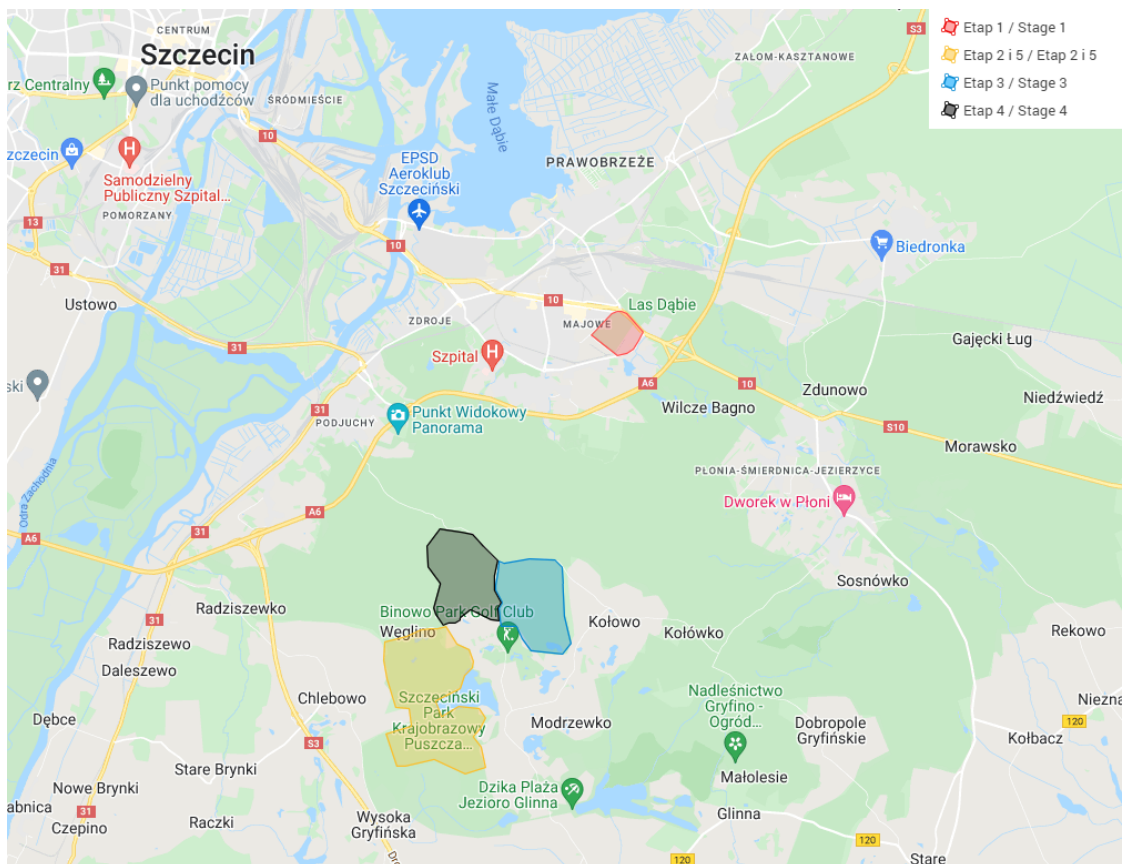 CENTRUM
Szczecin
rz Centralny
Punkt pomocy
dla uchodźców
ŚRÓDMIEŚCIE
10
S3
ZAŁOM-KASZTANOWE
Etap 1 / Stage 1
Etap 2 i 5 / Etap 2 i 5
Etap 3 / Stage 3
Etap 4 / Stage 4
Małe Dąbie
zczecin
Samodzielny
Publiczny Szpital...
POMORZANY
EPSD
Aeroklub
Szczeciński
PRAWOBRZEŻE
13
10
31
Biedronka
Ustowo
10
Las Dąbie
ZDROJE
MAJOWE
31
Szpital
Gajęcki Ług
ski
A6
10
Zdunowo
Niedźwiedź
31
Wilcze Bagno
Punkt Widokowy
Panorama
PODJUCHY
S10
Morawsko
PŁONIA-ŚMIERDNICA-JEZIERZYCE
Dworek w Płoni
Odra Zachodnia
A6
31
A6
Sosnówko
Radziszewko
Binowo Park Golf Club
Kołowo
31
Węglino
Kołówko
Rekowo
Radziszewo
Daleszewo
Chlebowo
Szczeciński
Park
Krajobrazowy
Puszcza...
Nadleśnictwo
Gryfino -
Ogród...
Niezna
Dębce
Modrzewko
Dobropole
Gryfińskie
120
Kołbacz
S3
Stare Brynki
Małolesie
Nowe Brynki
Dzika Plaża
Jezioro Glinna
abnica
31
Czepino
Raczki
Wysoka
Gryfińska
Glinna
120
120
Stare